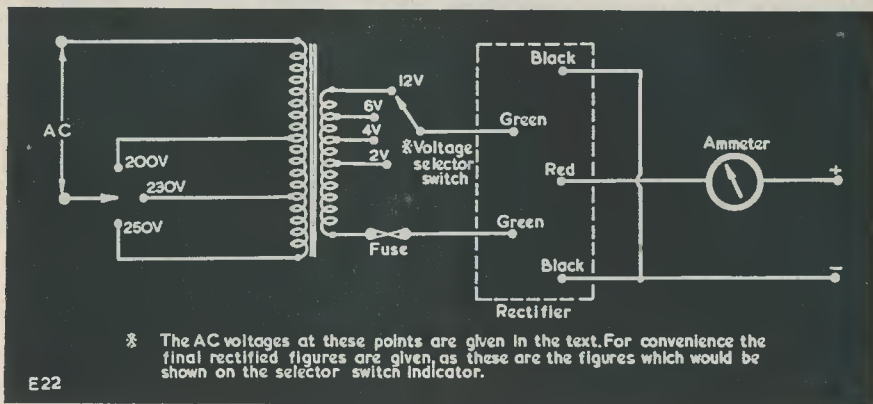 Black
12V
6V
Green
4V
AC
Ammeter
※Voltage
selector
switch
2V
200V
Red
+
230V
250V
Green
Fuse
Black
−
Rectifier
※ The AC voltages at these points are given in the text. For convenience the
final rectified figures are given, as these are the figures which would be
shown on the selector switch indicator.
E22